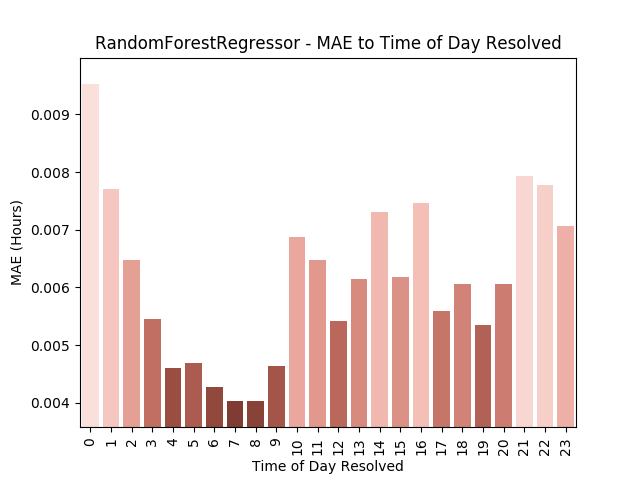 RandomForestRegressor - MAE to Time of Day Resolved
0.009
0.008
0.007
0.006
0.005
0.004
MAE (Hours)
0 1 2 3 4 5 6 7 8 9 10 11 12 13 14 15 16 17 18 19 20 21 22 23
Time of Day Resolved